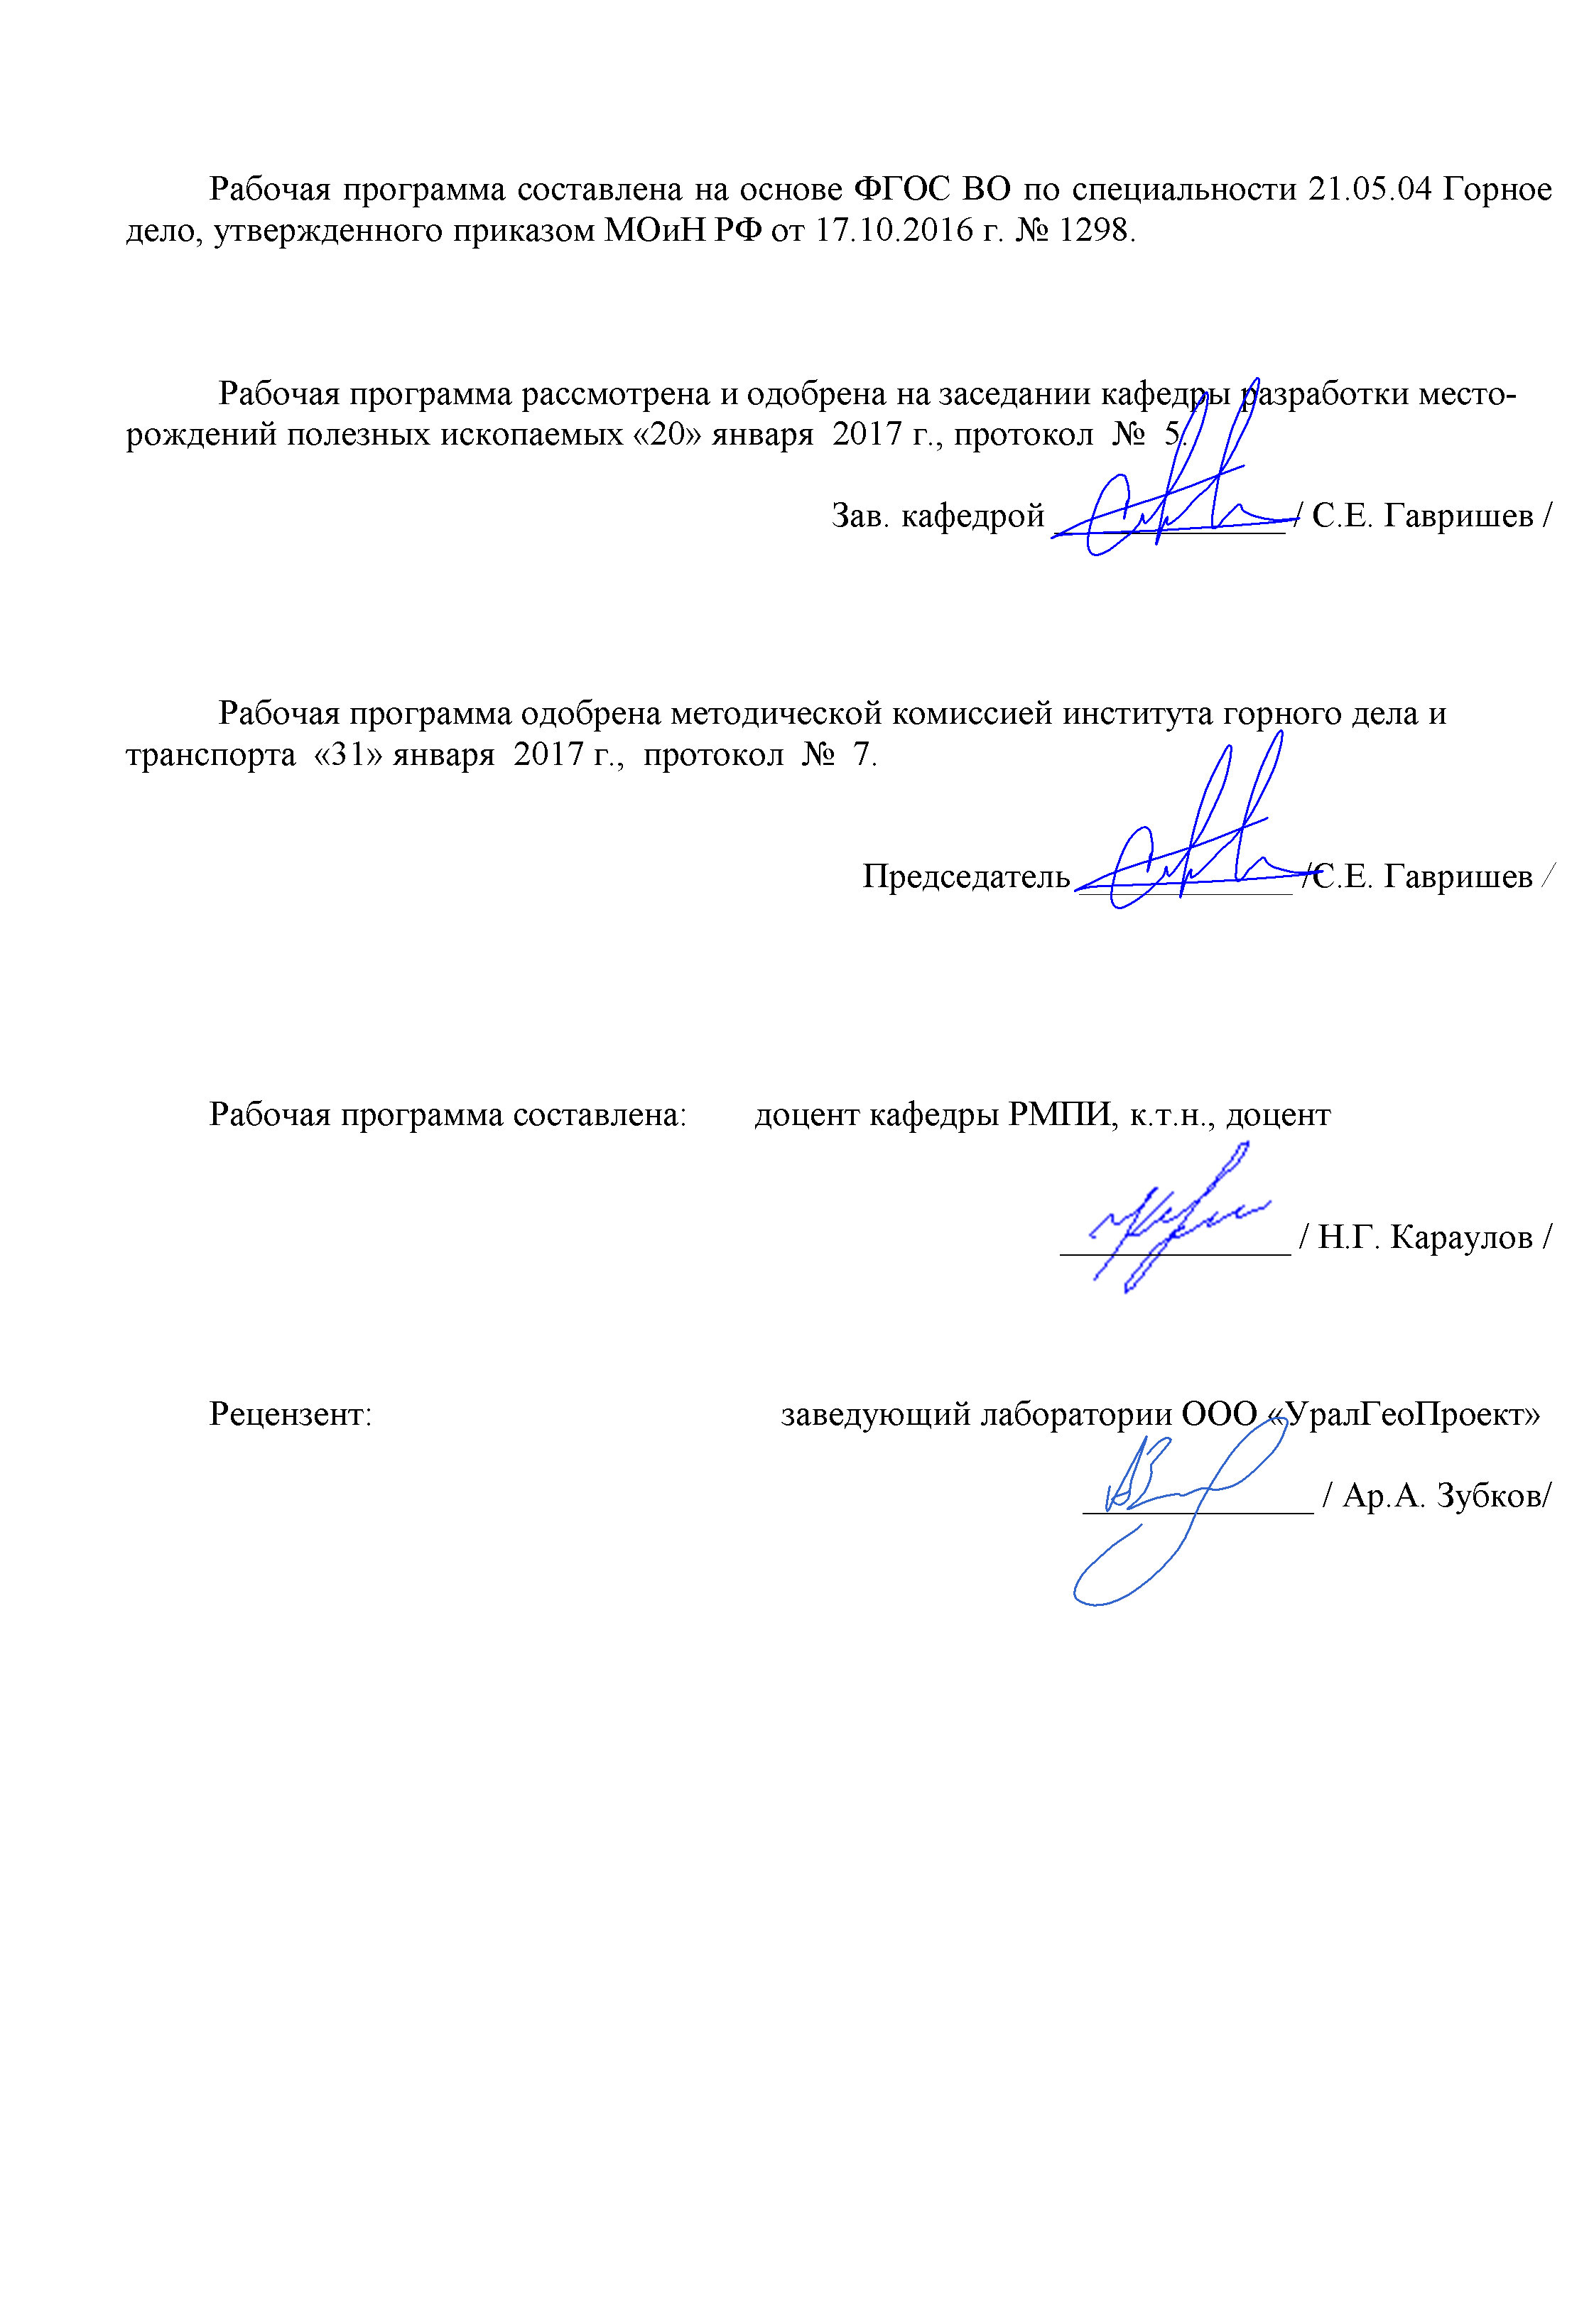 Рабочая программа составлена на основе ФГОС ВО по специальности 21.05.04 Горное
дело, утвержденного приказом МОиН РФ от 17.10.2016 г. № 1298.
Рабочая программа рассмотрена и одобрена на заседании кафедры разработки место-
рождений полезных ископаемых «20» января 2017 г., протокол № 5.
Зав. кафедрой / С.Е. Гавришев /
Рабочая программа одобрена методической комиссией института горного дела и
транспорта «31» января 2017 г., протокол № 7.
Председатель /С.Е. Гавришев /
Рабочая программа составлена: доцент кафедры РМПИ, к.т.н., доцент
/ Н.Г. Караулов /
Рецензент: заведующий лаборатории ООО «УралГеоПроект»
/ Ар.А. Зубков/